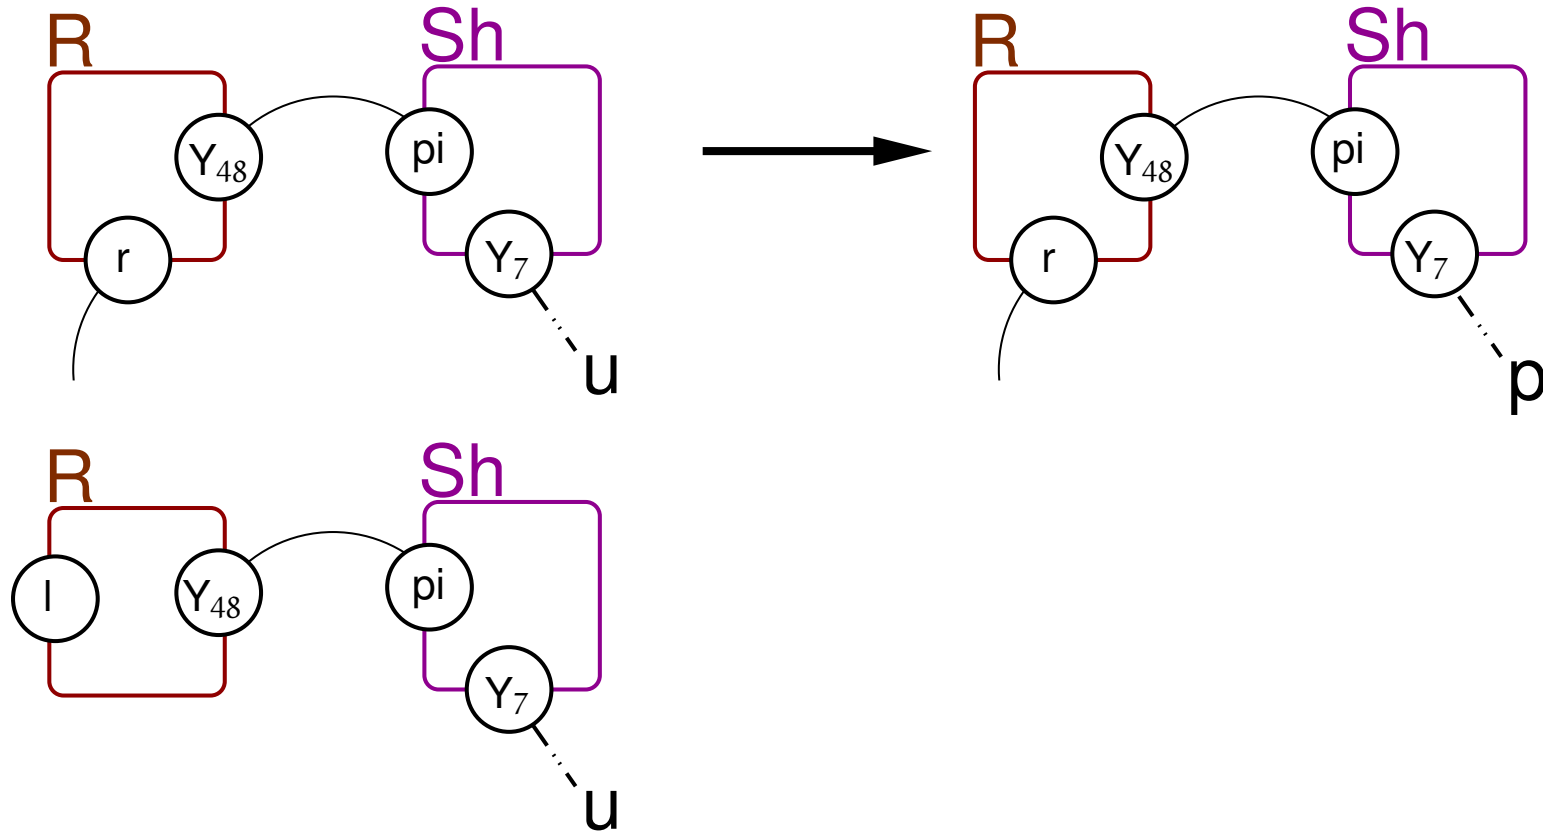 R Sh R Sh
Y₄₈ pi Y₄₈ pi
r Y₇ r Y₇
u p
R Sh
l Y₄₈ pi
Y₇
u